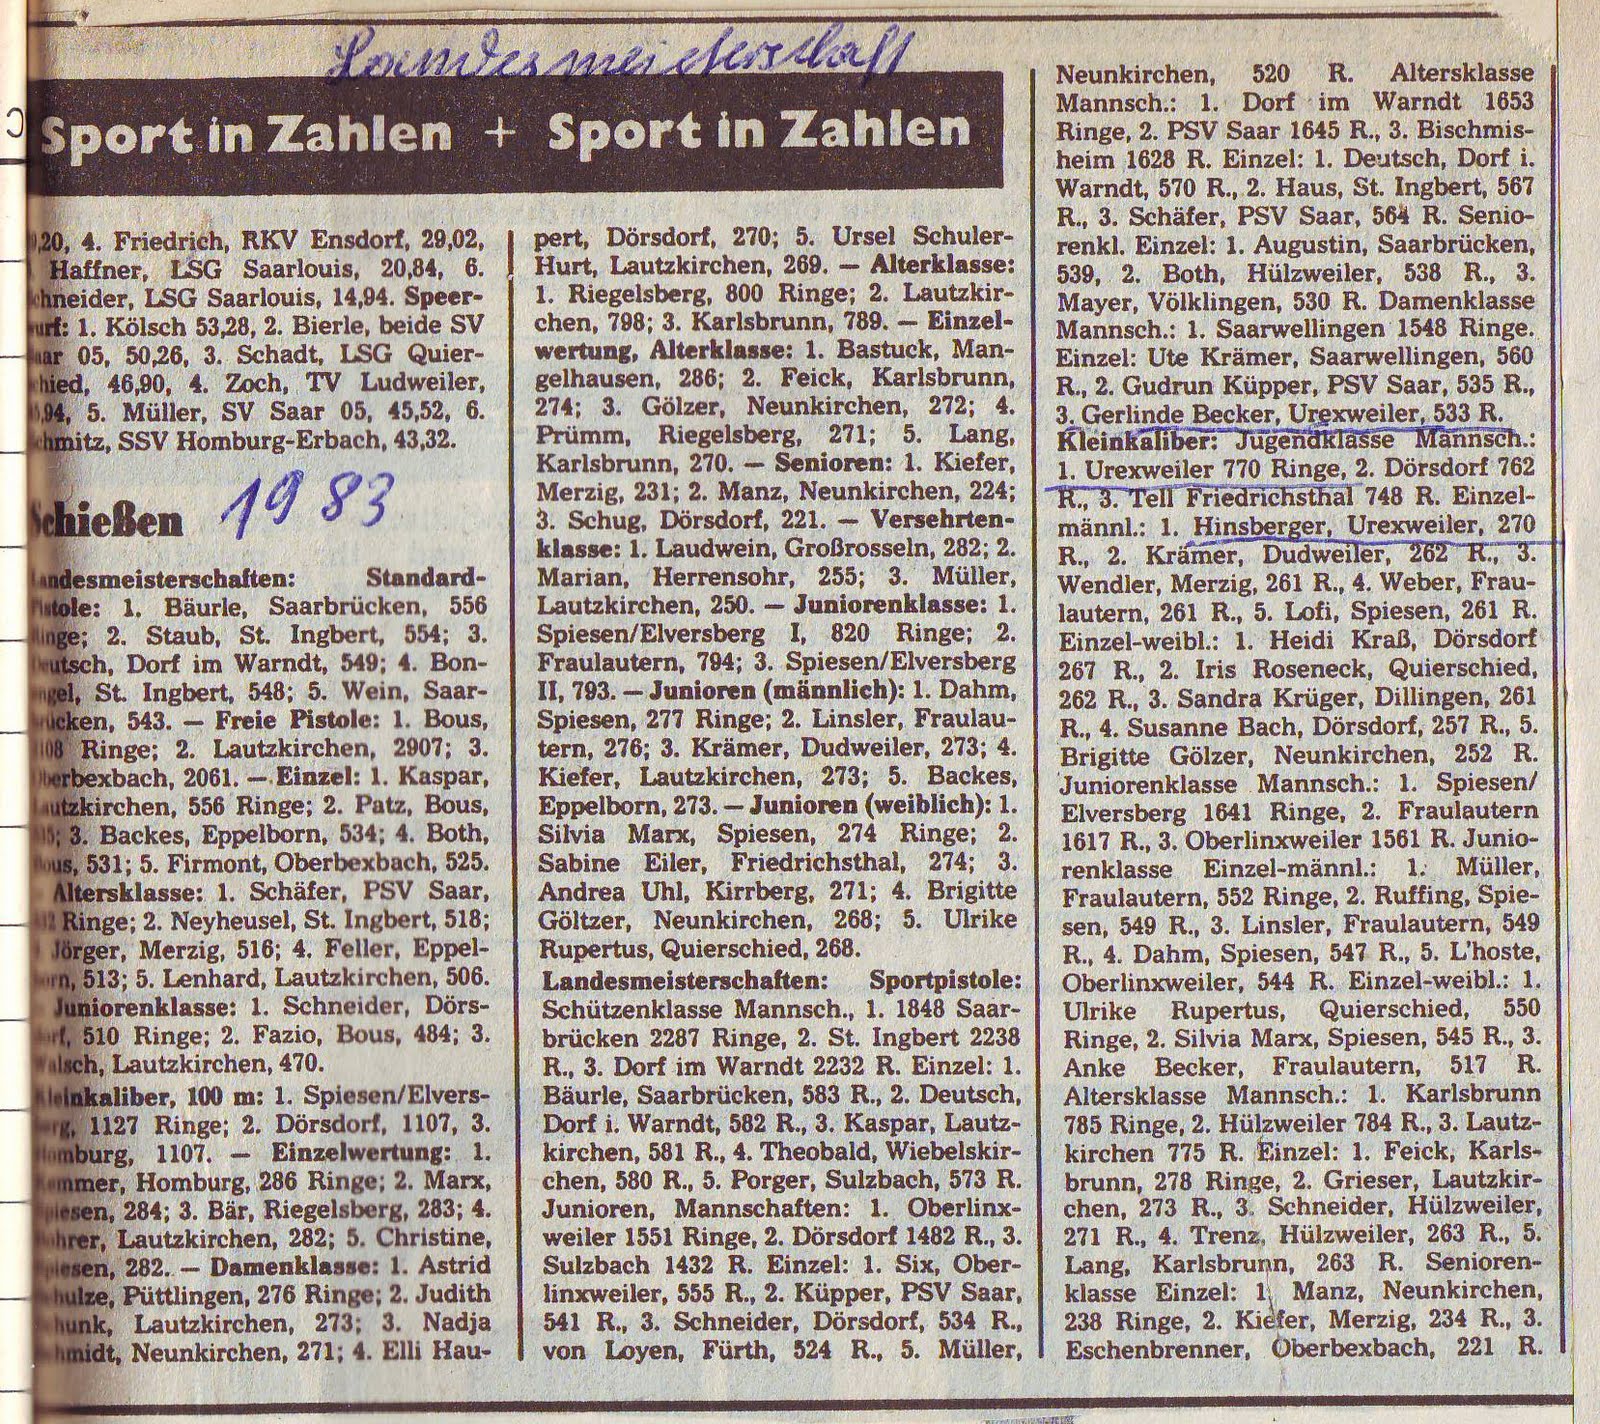 Landesmeisterschaft
Sport in Zahlen + Sport in Zahlen
4. Friedrich, RKV Ensdorf, 29,02,
Haffner, LSG Saarlouis, 20,84, 6.
LSG Saarlouis, 14,94. Speer-
1. Kölsch 53,28, 2. Bierle, beide SV
05, 50,26, 3. Schadt, LSG Quier-
46,90, 4. Zoch, TV Ludweiler,
5. Müller, SV Saar 05, 45,52, 6.
SSV Homburg-Erbach, 43,32.
1983
Schießen
Landesmeisterschaften: Standard-
Pistole: 1. Bäurle, Saarbrücken, 556
Ringe; 2. Staub, St. Ingbert, 554; 3.
Deutsch, Dorf im Warndt, 549; 4. Bon-
St. Ingbert, 548; 5. Wein, Saar-
brücken, 543. — Freie Pistole: 1. Bous,
Ringe; 2. Lautzkirchen, 2907; 3.
Oberbexbach, 2061. — Einzel: 1. Kaspar,
Lautzkirchen, 556 Ringe; 2. Patz, Bous,
3. Backes, Eppelborn, 534; 4. Both,
Bous, 531; 5. Firmont, Oberbexbach, 525.
Altersklasse: 1. Schäfer, PSV Saar,
Ringe; 2. Neyheusel, St. Ingbert, 518;
Jörger, Merzig, 516; 4. Feller, Eppel-
born, 513; 5. Lenhard, Lautzkirchen, 506.
Juniorenklasse: 1. Schneider, Dörs-
dorf, 510 Ringe; 2. Fazio, Bous, 484; 3.
Lautzkirchen, 470.
Kleinkaliber, 100 m: 1. Spiesen/Elvers-
berg, 1127 Ringe; 2. Dörsdorf, 1107, 3.
Homburg, 1107. — Einzelwertung: 1.
Homburg, 286 Ringe; 2. Marx,
Spiesen, 284; 3. Bär, Riegelsberg, 283; 4.
Lautzkirchen, 282; 5. Christine,
Spiesen, 282. — Damenklasse: 1. Astrid
Schulze, Püttlingen, 276 Ringe; 2. Judith
Lautzkirchen, 273; 3. Nadja
Schmidt, Neunkirchen, 271; 4. Elli Hau-
pert, Dörsdorf, 270; 5. Ursel Schuler-
Hurt, Lautzkirchen, 269. — Alterklasse:
1. Riegelsberg, 800 Ringe; 2. Lautzkir-
chen, 798; 3. Karlsbrunn, 789. — Einzel-
wertung, Alterklasse: 1. Bastuck, Man-
gelhausen, 286; 2. Feick, Karlsbrunn,
274; 3. Gölzer, Neunkirchen, 272; 4.
Prümm, Riegelsberg, 271; 5. Lang,
Karlsbrunn, 270. — Senioren: 1. Kiefer,
Merzig, 231; 2. Manz, Neunkirchen, 224;
3. Schug, Dörsdorf, 221. — Versehrten-
klasse: 1. Laudwein, Großrosseln, 282; 2.
Marian, Herrensohr, 255; 3. Müller,
Lautzkirchen, 250. — Juniorenklasse: 1.
Spiesen/Elversberg I, 820 Ringe; 2.
Fraulautern, 794; 3. Spiesen/Elversberg
II, 793. — Junioren (männlich): 1. Dahm,
Spiesen, 277 Ringe; 2. Linsler, Fraulau-
tern, 276; 3. Krämer, Dudweiler, 273; 4.
Kiefer, Lautzkirchen, 273; 5. Backes,
Eppelborn, 273. — Junioren (weiblich): 1.
Silvia Marx, Spiesen, 274 Ringe; 2.
Sabine Eiler, Friedrichsthal, 274; 3.
Andrea Uhl, Kirrberg, 271; 4. Brigitte
Göltzer, Neunkirchen, 268; 5. Ulrike
Rupertus, Quierschied, 268.
Landesmeisterschaften: Sportpistole:
Schützenklasse Mannsch., 1. 1848 Saar-
brücken 2287 Ringe, 2. St. Ingbert 2238
R., 3. Dorf im Warndt 2232 R. Einzel: 1.
Bäurle, Saarbrücken, 583 R., 2. Deutsch,
Dorf i. Warndt, 582 R., 3. Kaspar, Lautz-
kirchen, 581 R., 4. Theobald, Wiebelskir-
chen, 580 R., 5. Porger, Sulzbach, 573 R.
Junioren, Mannschaften: 1. Oberlinx-
weiler 1551 Ringe, 2. Dörsdorf 1482 R., 3.
Sulzbach 1432 R. Einzel: 1. Six, Ober-
linxweiler, 555 R., 2. Küpper, PSV Saar,
541 R., 3. Schneider, Dörsdorf, 534 R.,
von Loyen, Fürth, 524 R., 5. Müller,
Neunkirchen, 520 R. Altersklasse
Mannsch.: 1. Dorf im Warndt 1653
Ringe, 2. PSV Saar 1645 R., 3. Bischmis-
heim 1628 R. Einzel: 1. Deutsch, Dorf i.
Warndt, 570 R., 2. Haus, St. Ingbert, 567
R., 3. Schäfer, PSV Saar, 564 R. Senio-
renkl. Einzel: 1. Augustin, Saarbrücken,
539, 2. Both, Hülzweiler, 538 R., 3.
Mayer, Völklingen, 530 R. Damenklasse
Mannsch.: 1. Saarwellingen 1548 Ringe.
Einzel: Ute Krämer, Saarwellingen, 560
R., 2. Gudrun Küpper, PSV Saar, 535 R.,
3. Gerlinde Becker, Urexweiler, 533 R.
Kleinkaliber: Jugendklasse Mannsch.:
1. Urexweiler 770 Ringe, 2. Dörsdorf 762
R., 3. Tell Friedrichsthal 748 R. Einzel-
männl.: 1. Hinsberger, Urexweiler, 270
R., 2. Krämer, Dudweiler, 262 R., 3.
Wendler, Merzig, 261 R., 4. Weber, Frau-
lautern, 261 R., 5. Lofi, Spiesen, 261 R.
Einzel-weibl.: 1. Heidi Kraß, Dörsdorf
267 R., 2. Iris Roseneck, Quierschied,
262 R., 3. Sandra Krüger, Dillingen, 261
R., 4. Susanne Bach, Dörsdorf, 257 R., 5.
Brigitte Gölzer, Neunkirchen, 252 R.
Juniorenklasse Mannsch.: 1. Spiesen/
Elversberg 1641 Ringe, 2. Fraulautern
1617 R., 3. Oberlinxweiler 1561 R. Junio-
renklasse Einzel-männl.: 1. Müller,
Fraulautern, 552 Ringe, 2. Ruffing, Spie-
sen, 549 R., 3. Linsler, Fraulautern, 549
R., 4. Dahm, Spiesen, 547 R., 5. L'hoste,
Oberlinxweiler, 544 R. Einzel-weibl.: 1.
Ulrike Rupertus, Quierschied, 550
Ringe, 2. Silvia Marx, Spiesen, 545 R., 3.
Anke Becker, Fraulautern, 517 R.
Altersklasse Mannsch.: 1. Karlsbrunn
785 Ringe, 2. Hülzweiler 784 R., 3. Lautz-
kirchen 775 R. Einzel: 1. Feick, Karls-
brunn, 278 Ringe, 2. Grieser, Lautzkir-
chen, 273 R., 3. Schneider, Hülzweiler,
271 R., 4. Trenz, Hülzweiler, 263 R., 5.
Lang, Karlsbrunn, 263 R. Senioren-
klasse Einzel: 1. Manz, Neunkirchen,
238 Ringe, 2. Kiefer, Merzig, 234 R., 3.
Eschenbrenner, Oberbexbach, 221 R.